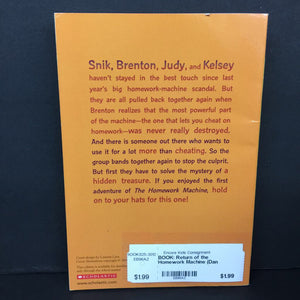 Snik, Brenton, Judy, and Kelsey
haven't stayed in the best touch since last
year's big homework-machine scandal. But
they are all pulled back together again when
Brenton realizes that the most powerful part
of the machine—the one that lets you cheat on
homework—was never really destroyed.
And there is someone out there who wants to
use it for a lot more than cheating. So the
group bands together again to stop the culprit.
But first they have to solve the mystery of a
hidden treasure. If you enjoyed the first
adventure of The Homework Machine, hold
on to your hats for this one!
Encore Kids Consignment
BOOK: Return of the
Homework Machine (Dan
$1.99
$1.99
SCHOLASTIC
www.scholastic.com